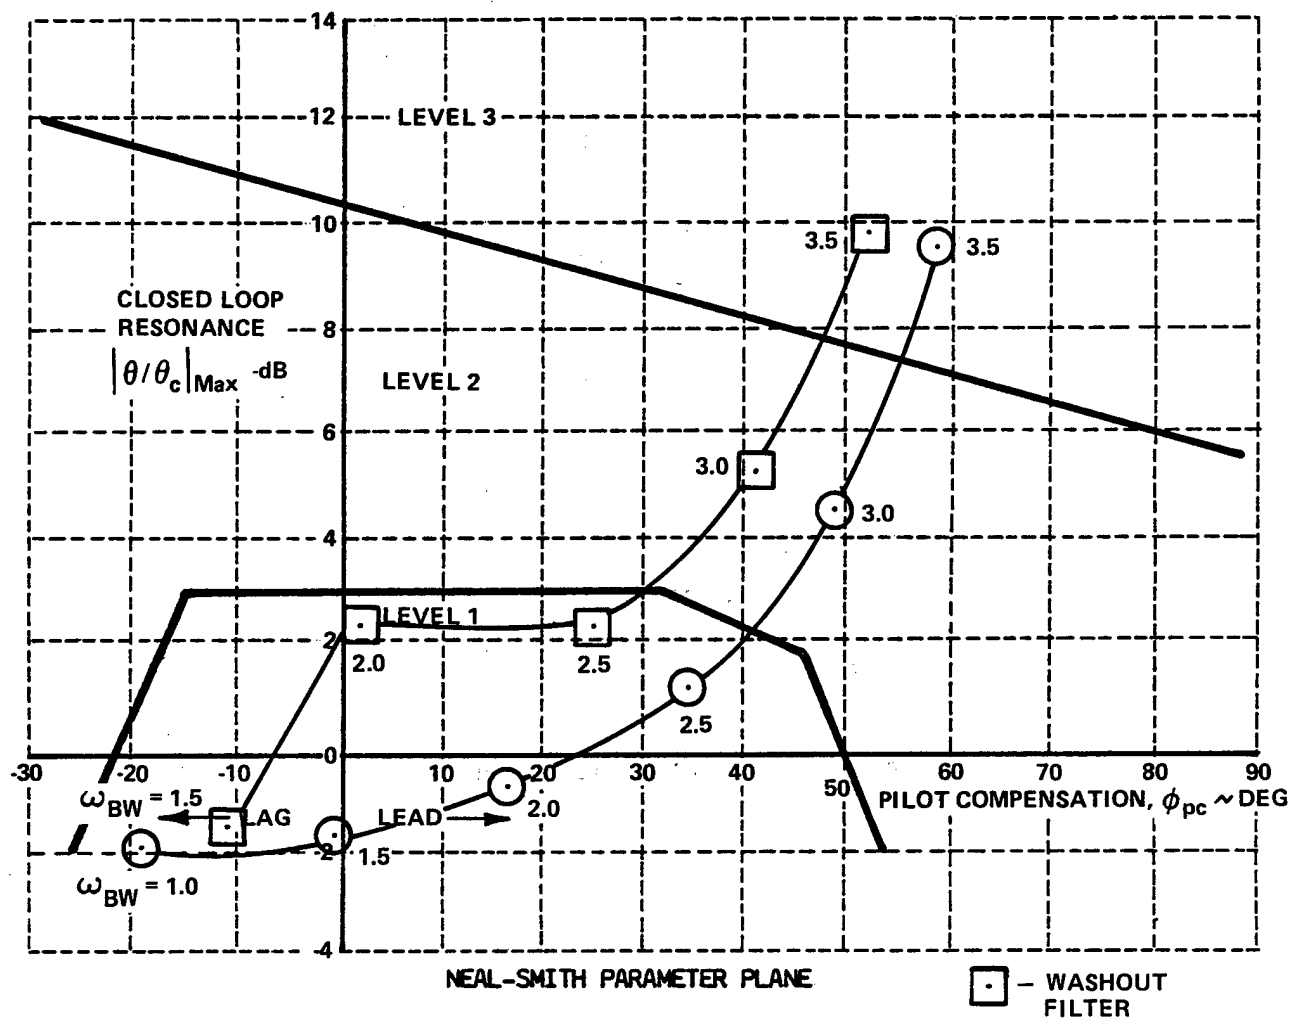 14
12
LEVEL 3
10
3.5
3.5
CLOSED LOOP
RESONANCE
8
|θ/θc|Max -dB
LEVEL 2
6
3.0
3.0
4
LEVEL 1
2
2.0
2.5
2.5
0
-30 -20 -10 10 20 30 40 50 60 70 80 90
ωBW = 1.5
LAG
LEAD
2.0
PILOT COMPENSATION, ϕpc ~ DEG
-2
1.5
ωBW = 1.0
-4
NEAL-SMITH PARAMETER PLANE
– WASHOUT
FILTER